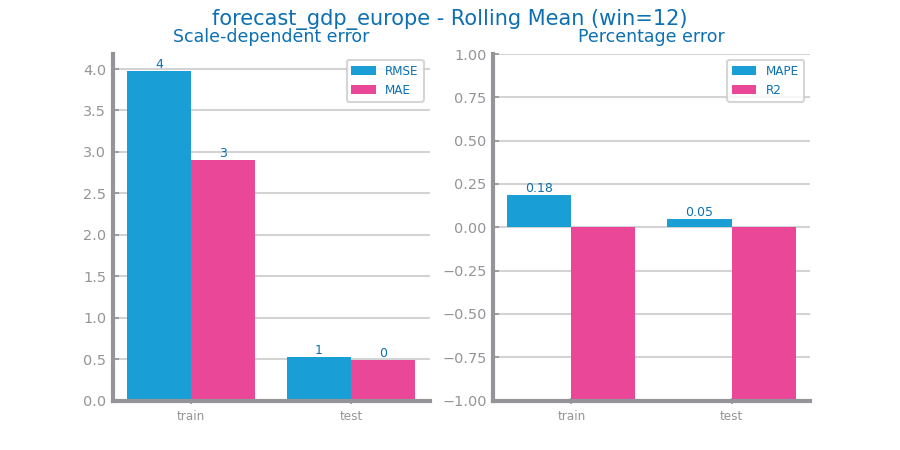 forecast_gdp_europe - Rolling Mean (win=12)
Scale-dependent error
4.0
3.5
3.0
2.5
2.0
1.5
1.0
0.5
0.0
4
3
1
0
RMSE
MAE
train
test
Percentage error
1.00
0.75
0.50
0.25
0.00
−0.25
−0.50
−0.75
−1.00
0.18
0.05
MAPE
R2
train
test